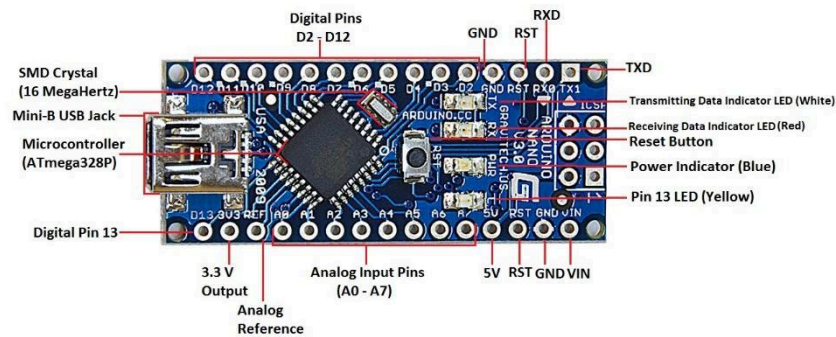 Digital Pins
D2 - D12
GND
RST
RXD
TXD
SMD Crystal
(16 MegaHertz)
Mini-B USB Jack
Microcontroller
(ATmega328P)
Transmitting Data Indicator LED (White)
Receiving Data Indicator LED (Red)
Reset Button
Power Indicator (Blue)
Pin 13 LED (Yellow)
D12 D11 D10 D9 D8 D7 D6 D5 D4 D3 D2 GND RST RX0 TX1
USA
2009
ARDUINO.CC
TX
RX
RST
PWR
L
GRAVITECH.US
ARDUINO
NANO
V3.0
ICSP
1
D13 3V3 REF A0 A1 A2 A3 A4 A5 A6 A7 5V RST GND VIN
Digital Pin 13
3.3 V
Output
Analog
Reference
Analog Input Pins
(A0 - A7)
5V
RST
GND
VIN